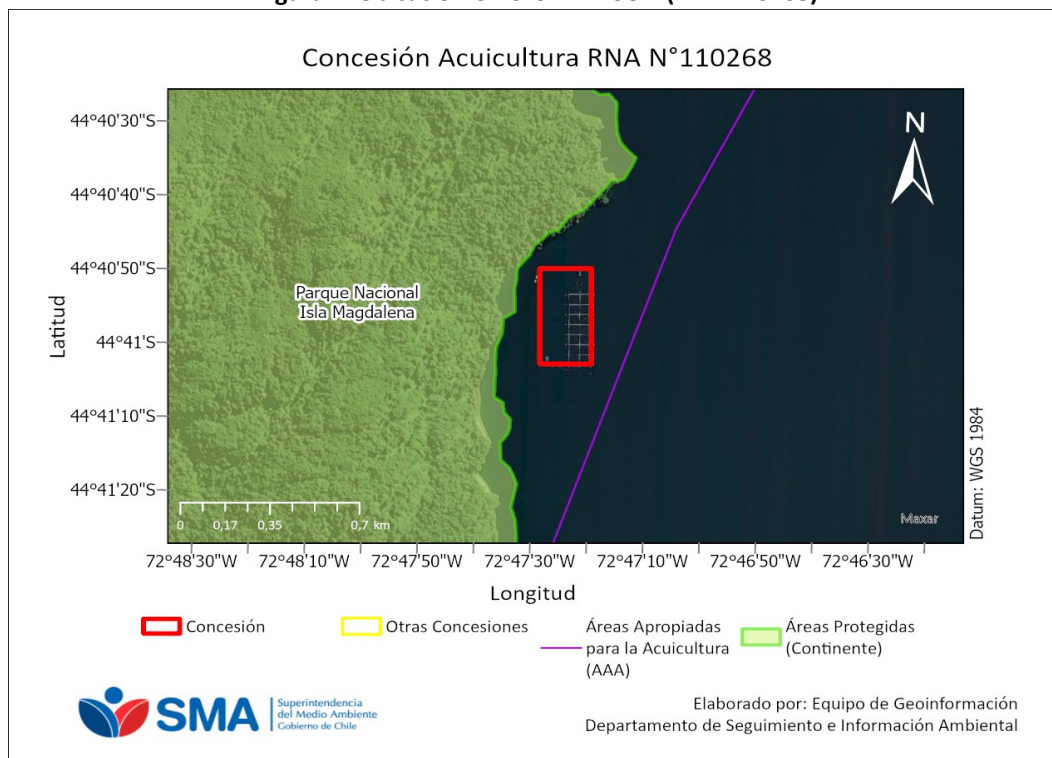 Concesión Acuicultura RNA N°110268
N
44°40'30"S
44°40'40"S
44°40'50"S
44°41'S
44°41'10"S
44°41'20"S
Latitud
Parque Nacional
Isla Magdalena
0 0,17 0,35 0,7 km
Maxar
Datum: WGS 1984
72°48'30"W 72°48'10"W 72°47'50"W 72°47'30"W 72°47'10"W 72°46'50"W 72°46'30"W
Longitud
Concesión
Otras Concesiones
Áreas Apropiadas
para la Acuicultura
(AAA)
Áreas Protegidas
(Continente)
SMA
Superintendencia
del Medio Ambiente
Gobierno de Chile
Elaborado por: Equipo de Geoinformación
Departamento de Seguimiento e Información Ambiental